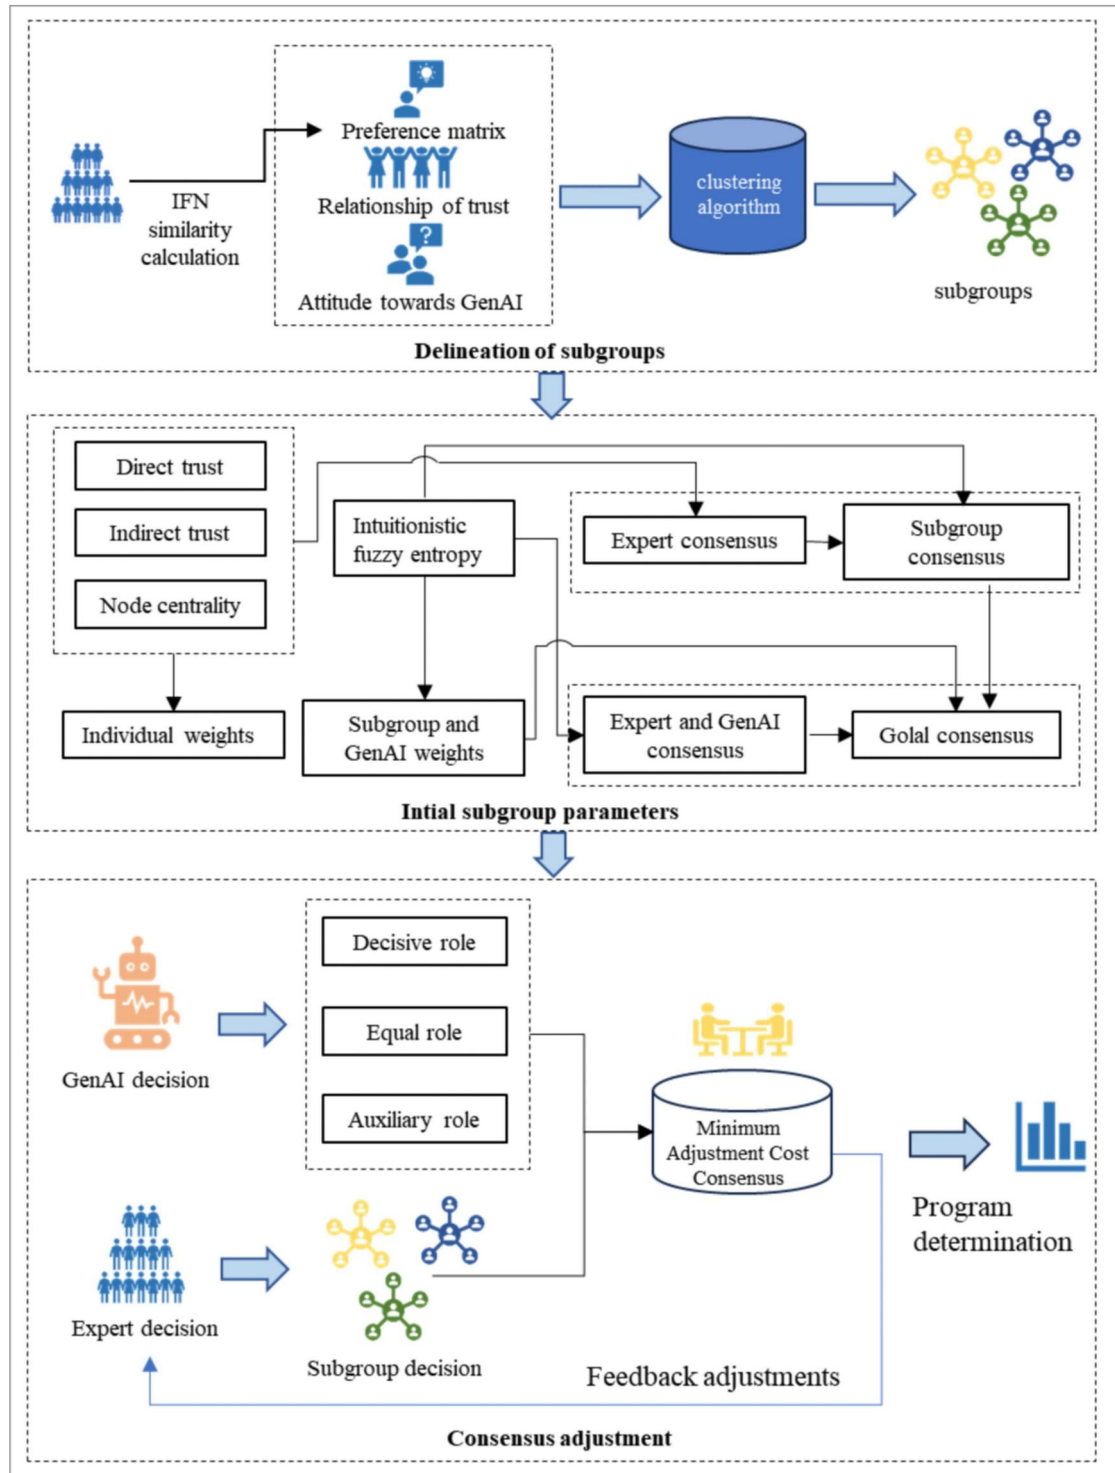 Preference matrix
IFN
similarity
calculation
Relationship of trust
Attitude towards GenAI
clustering
algorithm
subgroups
Delineation of subgroups
Direct trust
Indirect trust
Node centrality
Individual weights
Intuitionistic
fuzzy entropy
Subgroup and
GenAI weights
Expert consensus
Subgroup
consensus
Expert and GenAI
consensus
Golal consensus
Intial subgroup parameters
GenAI decision
Decisive role
Equal role
Auxiliary role
Minimum
Adjustment Cost
Consensus
Program
determination
Expert decision
Subgroup decision
Feedback adjustments
Consensus adjustment